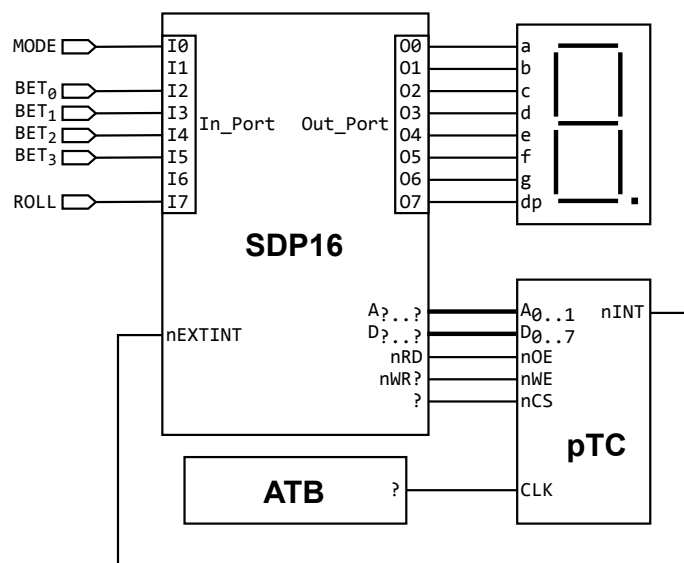 MODE I0 O0 a
I1 O1 b
BET₀ I2 O2 c
BET₁ I3 In_Port Out_Port O3 d
BET₂ I4 O4 e
BET₃ I5 O5 f
I6 O6 g
ROLL I7 O7 dp
SDP16
A?..? A0..1 nINT
nEXTINT D?..? D0..7
nRD nOE
nWR? nWE
? nCS
pTC
ATB ? CLK